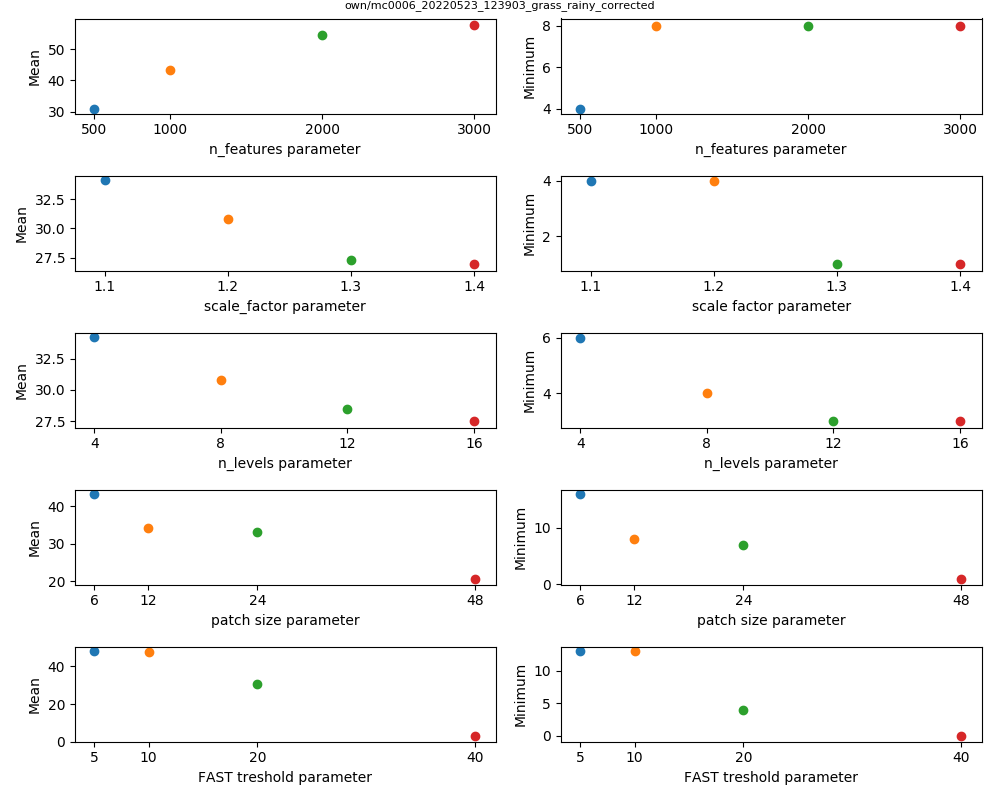 own/mc0006_20220523_123903_grass_rainy_corrected
Mean
50
40
30
500 1000 2000 3000
n_features parameter
Minimum
8
6
4
500 1000 2000 3000
n_features parameter
Mean
32.5
30.0
27.5
1.1 1.2 1.3 1.4
scale_factor parameter
Minimum
4
2
1.1 1.2 1.3 1.4
scale factor parameter
Mean
32.5
30.0
27.5
4 8 12 16
n_levels parameter
Minimum
6
4
4 8 12 16
n_levels parameter
Mean
40
30
20
6 12 24 48
patch size parameter
Minimum
10
0
6 12 24 48
patch size parameter
Mean
40
20
0
5 10 20 40
FAST treshold parameter
Minimum
10
5
0
5 10 20 40
FAST treshold parameter